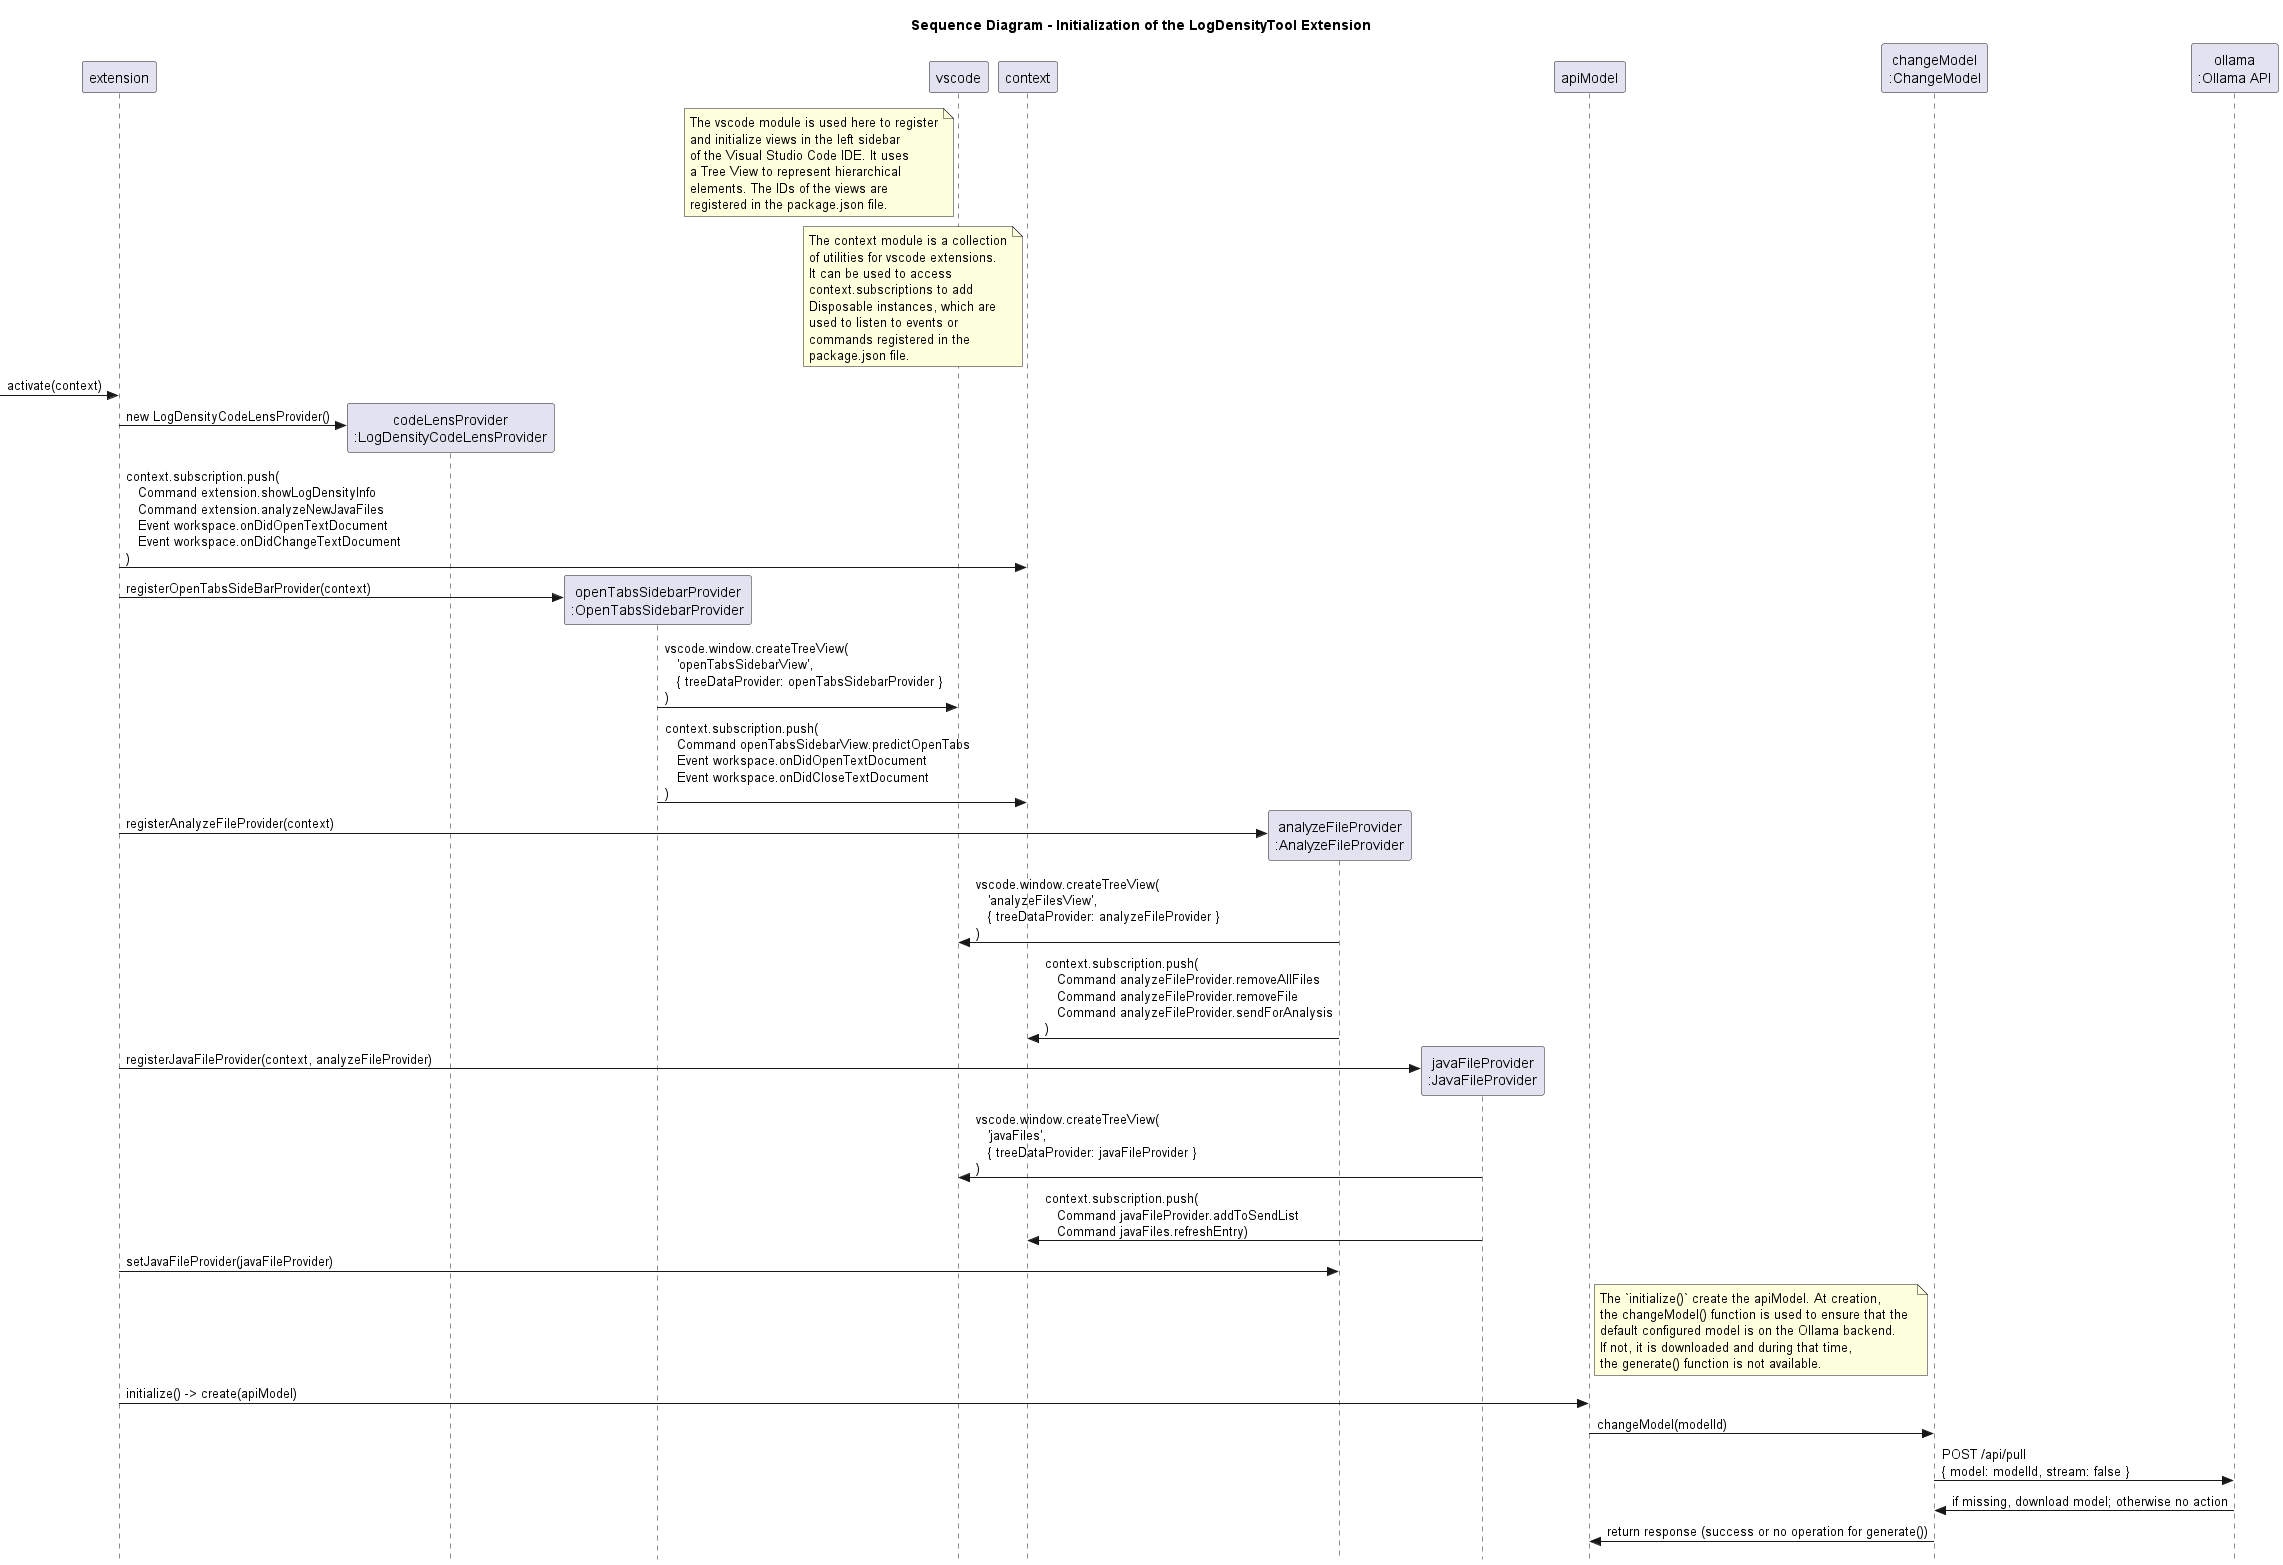 Sequence Diagram - Initialization of the LogDensityTool Extension
extension
vscode
context
apiModel
changeModel
:ChangeModel
ollama
:Ollama API
The vscode module is used here to register
and initialize views in the left sidebar
of the Visual Studio Code IDE. It uses
a Tree View to represent hierarchical
elements. The IDs of the views are
registered in the package.json file.
The context module is a collection
of utilities for vscode extensions.
It can be used to access
context.subscriptions to add
Disposable instances, which are
used to listen to events or
commands registered in the
package.json file.
activate(context)
new LogDensityCodeLensProvider()
codeLensProvider
:LogDensityCodeLensProvider
context.subscription.push(
Command extension.showLogDensityInfo
Command extension.analyzeNewJavaFiles
Event workspace.onDidOpenTextDocument
Event workspace.onDidChangeTextDocument
)
registerOpenTabsSideBarProvider(context)
openTabsSidebarProvider
:OpenTabsSidebarProvider
vscode.window.createTreeView(
'openTabsSidebarView',
{ treeDataProvider: openTabsSidebarProvider }
)
context.subscription.push(
Command openTabsSidebarView.predictOpenTabs
Event workspace.onDidOpenTextDocument
Event workspace.onDidCloseTextDocument
)
registerAnalyzeFileProvider(context)
analyzeFileProvider
:AnalyzeFileProvider
vscode.window.createTreeView(
'analyzeFilesView',
{ treeDataProvider: analyzeFileProvider }
)
context.subscription.push(
Command analyzeFileProvider.removeAllFiles
Command analyzeFileProvider.removeFile
Command analyzeFileProvider.sendForAnalysis
)
registerJavaFileProvider(context, analyzeFileProvider)
javaFileProvider
:JavaFileProvider
vscode.window.createTreeView(
'javaFiles',
{ treeDataProvider: javaFileProvider }
)
context.subscription.push(
Command javaFileProvider.addToSendList
Command javaFiles.refreshEntry)
setJavaFileProvider(javaFileProvider)
The `initialize()` create the apiModel. At creation,
the changeModel() function is used to ensure that the
default configured model is on the Ollama backend.
If not, it is downloaded and during that time,
the generate() function is not available.
initialize() -> create(apiModel)
changeModel(modelId)
POST /api/pull
{ model: modelId, stream: false }
if missing, download model; otherwise no action
return response (success or no operation for generate())